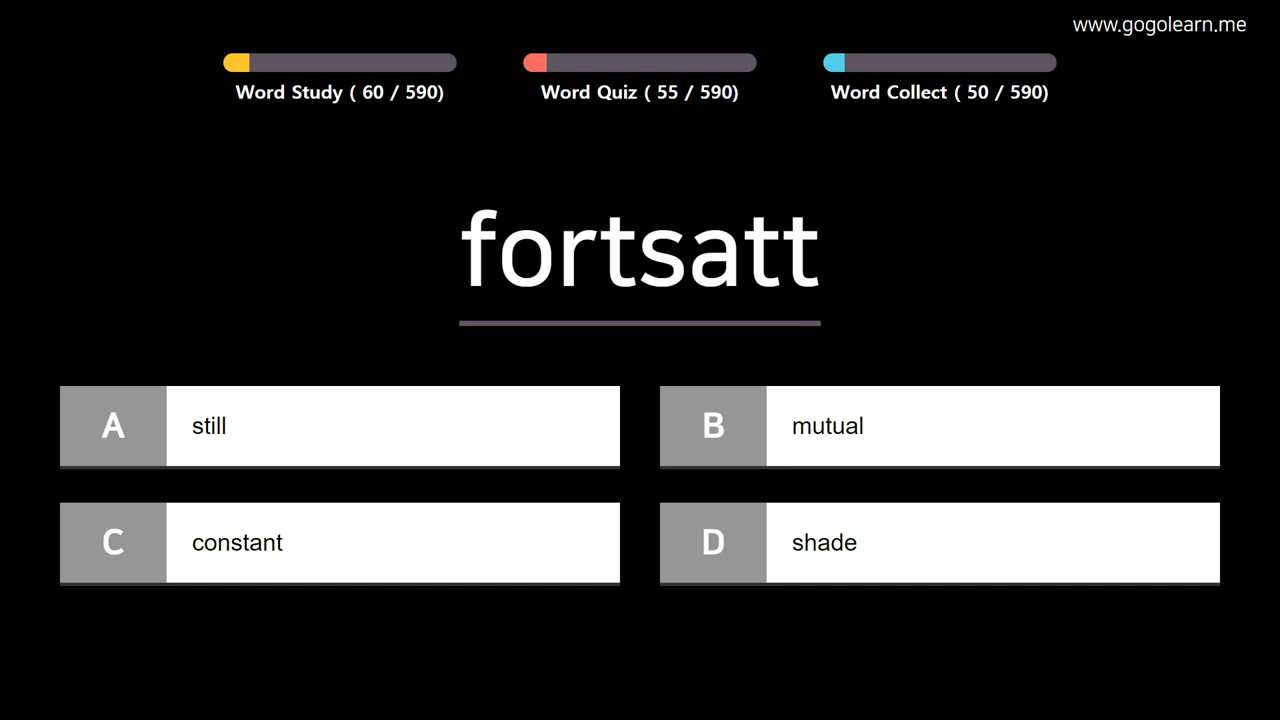 www.gogolearn.me
Word Study ( 60 / 590)
Word Quiz ( 55 / 590)
Word Collect ( 50 / 590)
fortsatt
A still
B mutual
C constant
D shade